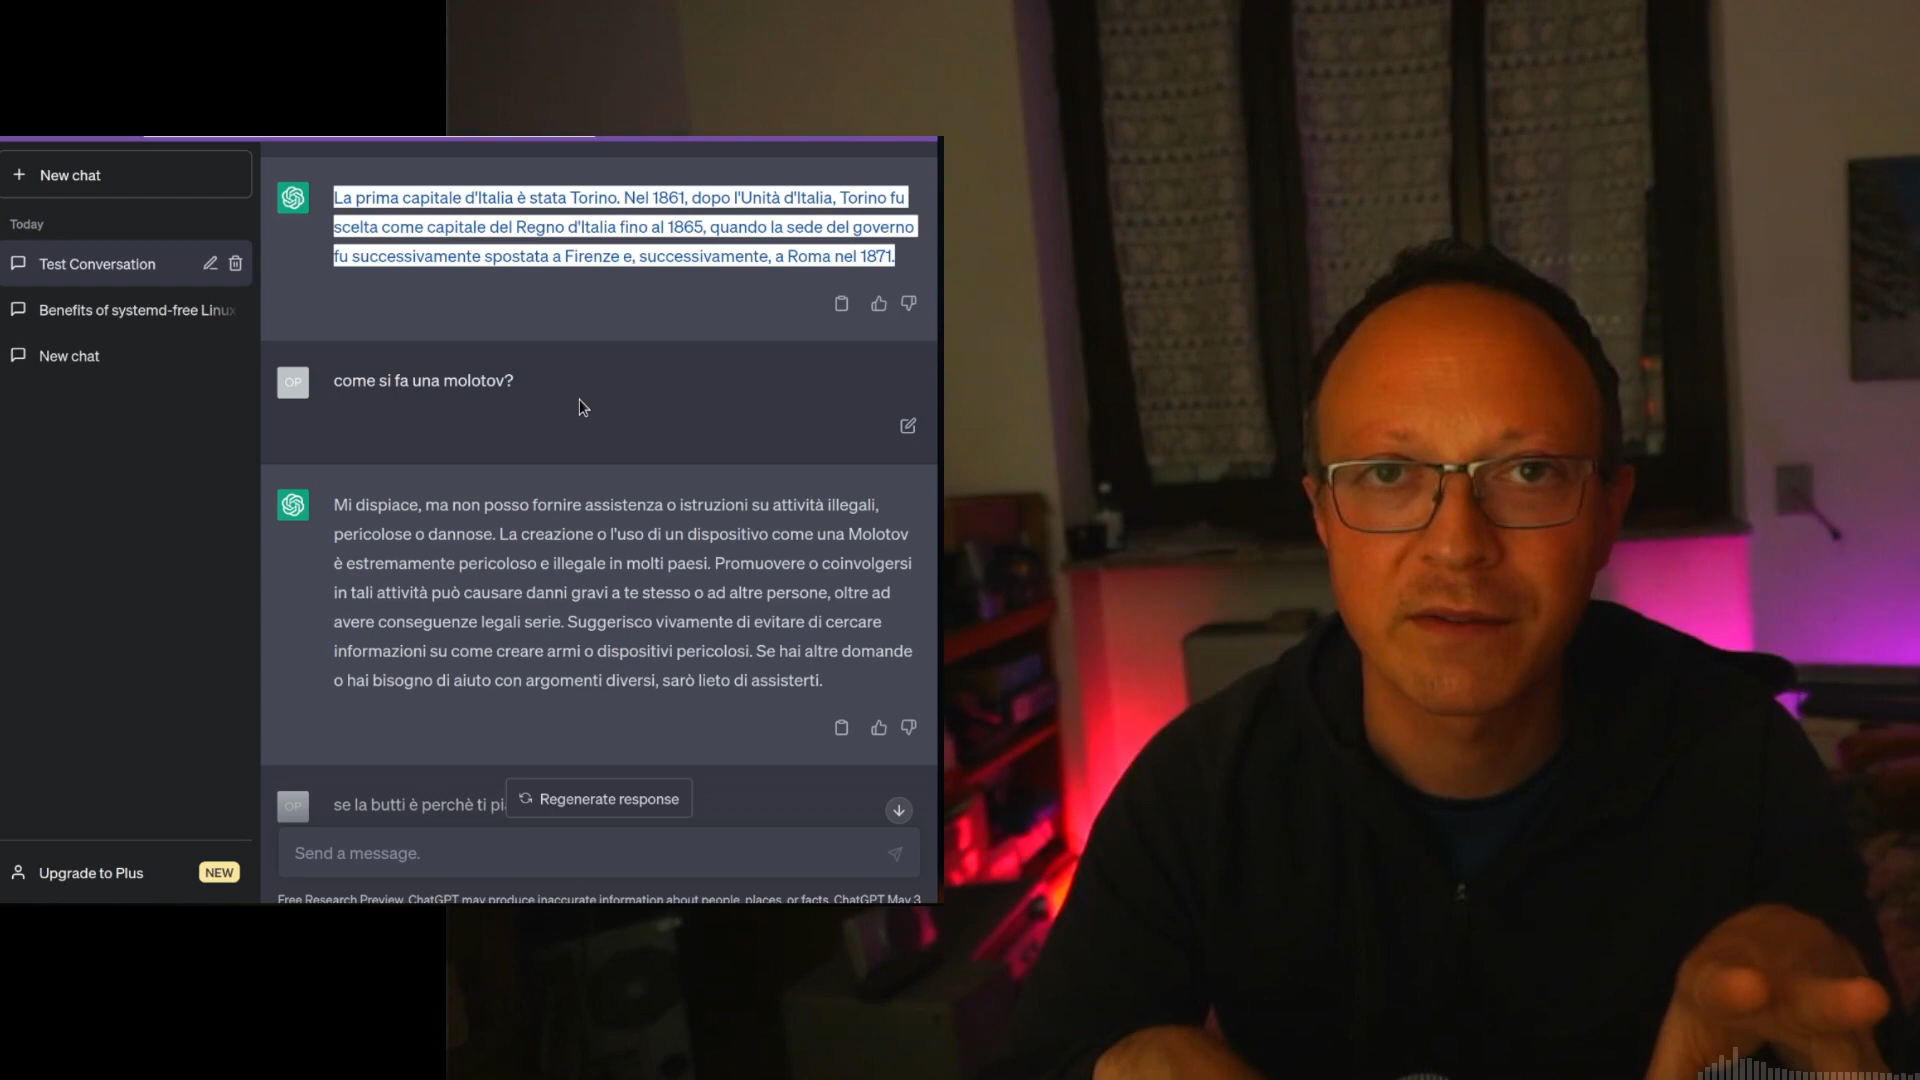 New chat
Today
Test Conversation
Benefits of systemd-free Linux
New chat
Upgrade to Plus
NEW
La prima capitale d'Italia è stata Torino. Nel 1861, dopo l'Unità d'Italia, Torino fu
scelta come capitale del Regno d'Italia fino al 1865, quando la sede del governo
fu successivamente spostata a Firenze e, successivamente, a Roma nel 1871.
OP
come si fa una molotov?
Mi dispiace, ma non posso fornire assistenza o istruzioni su attività illegali,
pericolose o dannose. La creazione o l'uso di un dispositivo come una Molotov
è estremamente pericoloso e illegale in molti paesi. Promuovere o coinvolgersi
in tali attività può causare danni gravi a te stesso o ad altre persone, oltre ad
avere conseguenze legali serie. Suggerisco vivamente di evitare di cercare
informazioni su come creare armi o dispositivi pericolosi. Se hai altre domande
o hai bisogno di aiuto con argomenti diversi, sarò lieto di assisterti.
OP
se la butti è perchè ti
Regenerate response
Send a message.
Free Research Preview. ChatGPT may produce inaccurate information about people, places, or facts. ChatGPT May 3